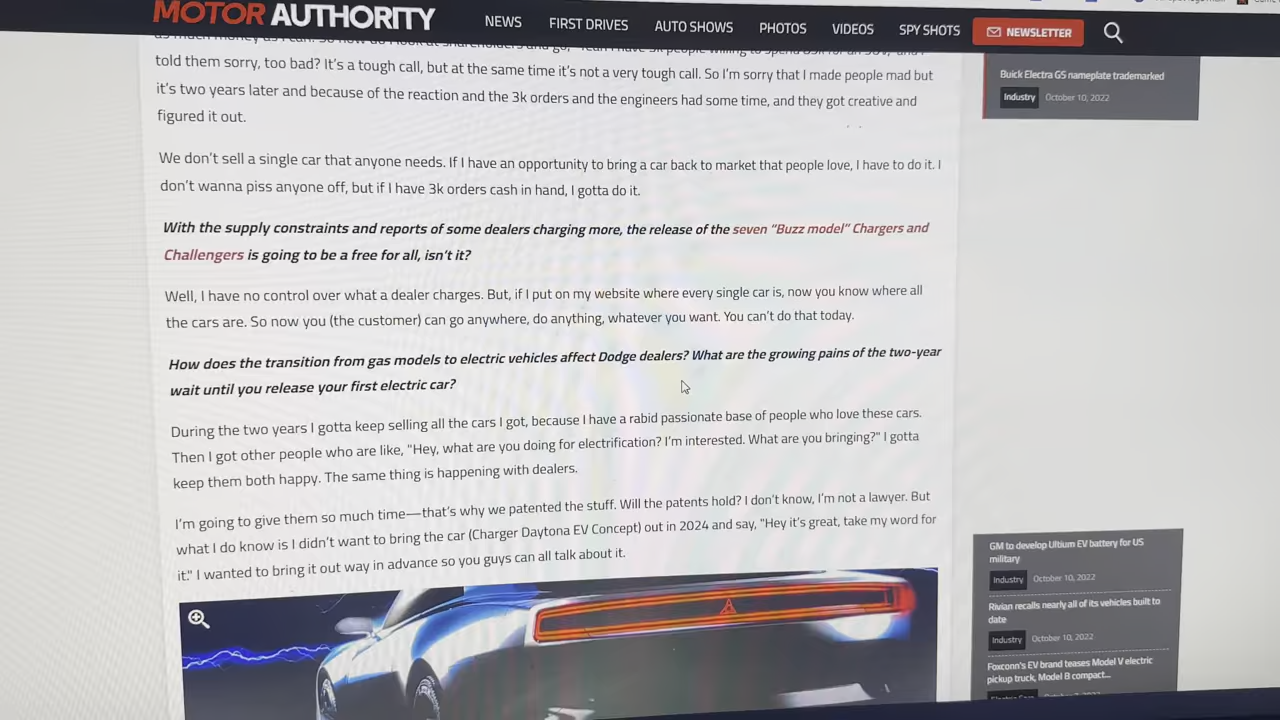 MOTOR AUTHORITY
NEWS FIRST DRIVES AUTO SHOWS PHOTOS VIDEOS SPY SHOTS NEWSLETTER
told them sorry, too bad? It's a tough call, but at the same time it's not a very tough call. So I'm sorry that I made people mad but
it's two years later and because of the reaction and the 3k orders and the engineers had some time, and they got creative and
figured it out.
We don't sell a single car that anyone needs. If I have an opportunity to bring a car back to market that people love, I have to do it. I
don't wanna piss anyone off, but if I have 3k orders cash in hand, I gotta do it.
With the supply constraints and reports of some dealers charging more, the release of the seven "Buzz model" Chargers and
Challengers is going to be a free for all, isn't it?
Well, I have no control over what a dealer charges. But, if I put on my website where every single car is, now you know where all
the cars are. So now you (the customer) can go anywhere, do anything, whatever you want. You can't do that today.
How does the transition from gas models to electric vehicles affect Dodge dealers? What are the growing pains of the two-year
wait until you release your first electric car?
During the two years I gotta keep selling all the cars I got, because I have a rabid passionate base of people who love these cars.
Then I got other people who are like, "Hey, what are you doing for electrification? I'm interested. What are you bringing?" I gotta
keep them both happy. The same thing is happening with dealers.
I'm going to give them so much time—that's why we patented the stuff. Will the patents hold? I don't know, I'm not a lawyer. But
what I do know is I didn't want to bring the car (Charger Daytona EV Concept) out in 2024 and say, "Hey it's great, take my word for
it." I wanted to bring it out way in advance so you guys can all talk about it.
Buick Electra GS nameplate trademarked
Industry October 10, 2022
GM to develop Ultium EV battery for US
military
Industry October 10, 2022
Rivian recalls nearly all of its vehicles built to
date
Industry October 10, 2022
Foxconn's EV brand teases Model V electric
pickup truck, Model B compact...